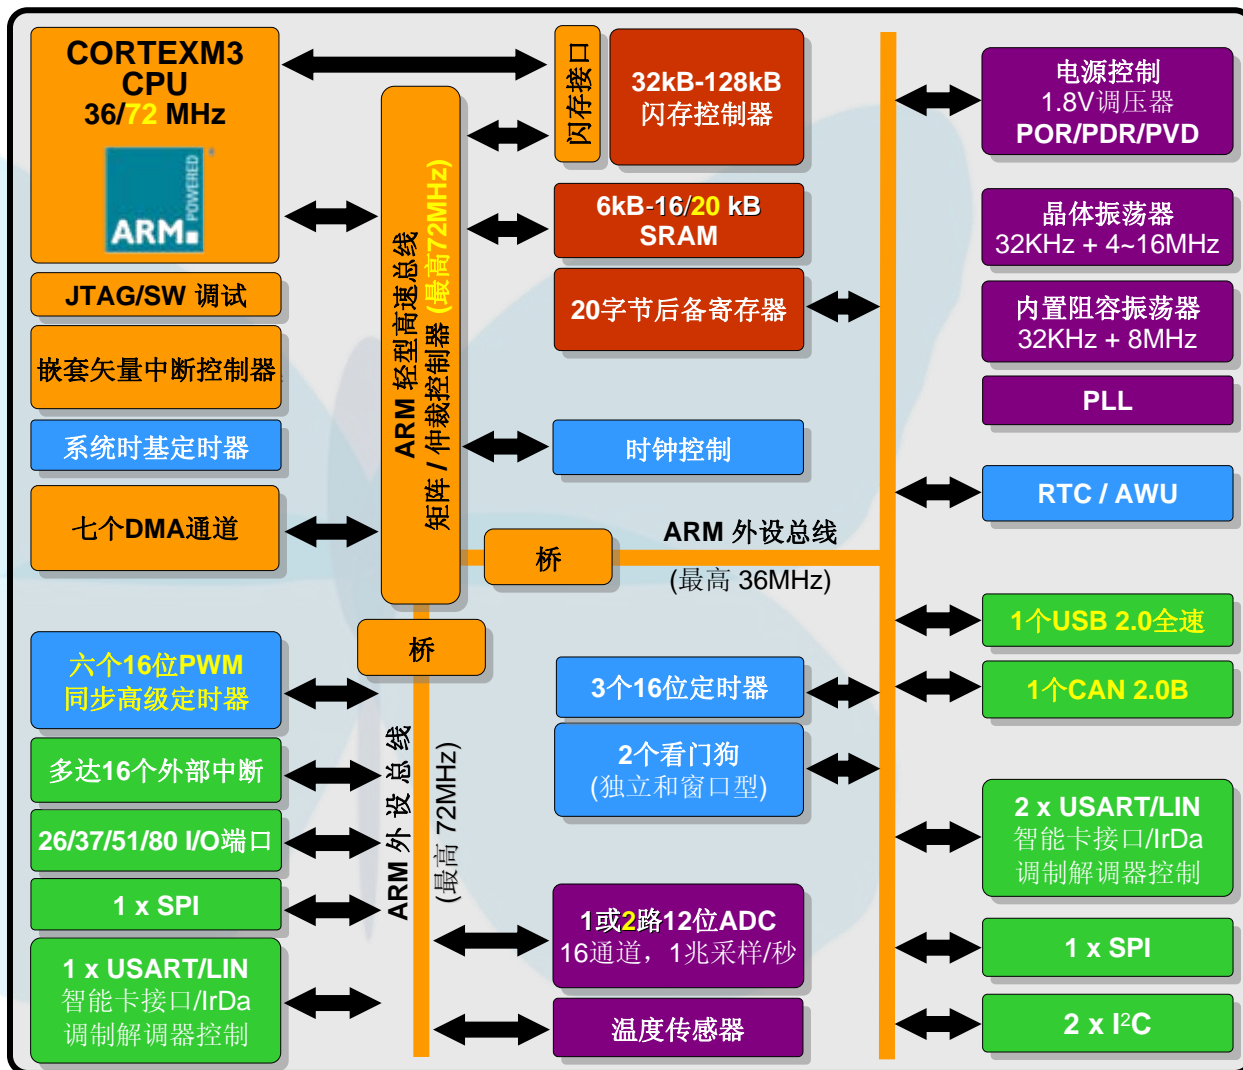 CORTEXM3
CPU
36/72 MHz
ARM POWERED
JTAG/SW 调试
嵌套矢量中断控制器
系统时基定时器
七个DMA通道
六个16位PWM
同步高级定时器
多达16个外部中断
26/37/51/80 I/O端口
1 x SPI
1 x USART/LIN
智能卡接口/IrDa
调制解调器控制
ARM 轻型高速总线
矩阵 / 仲裁控制器 (最高72MHz)
桥
ARM 外 设 总 线
(最高 72MHz)
闪存接口
32kB-128kB
闪存控制器
6kB-16/20 kB
SRAM
20字节后备寄存器
时钟控制
桥
ARM 外设总线
(最高 36MHz)
3个16位定时器
2个看门狗
(独立和窗口型)
1或2路12位ADC
16通道，1兆采样/秒
温度传感器
电源控制
1.8V调压器
POR/PDR/PVD
晶体振荡器
32KHz + 4~16MHz
内置阻容振荡器
32KHz + 8MHz
PLL
RTC / AWU
1个USB 2.0全速
1个CAN 2.0B
2 x USART/LIN
智能卡接口/IrDa
调制解调器控制
1 x SPI
2 x I²C